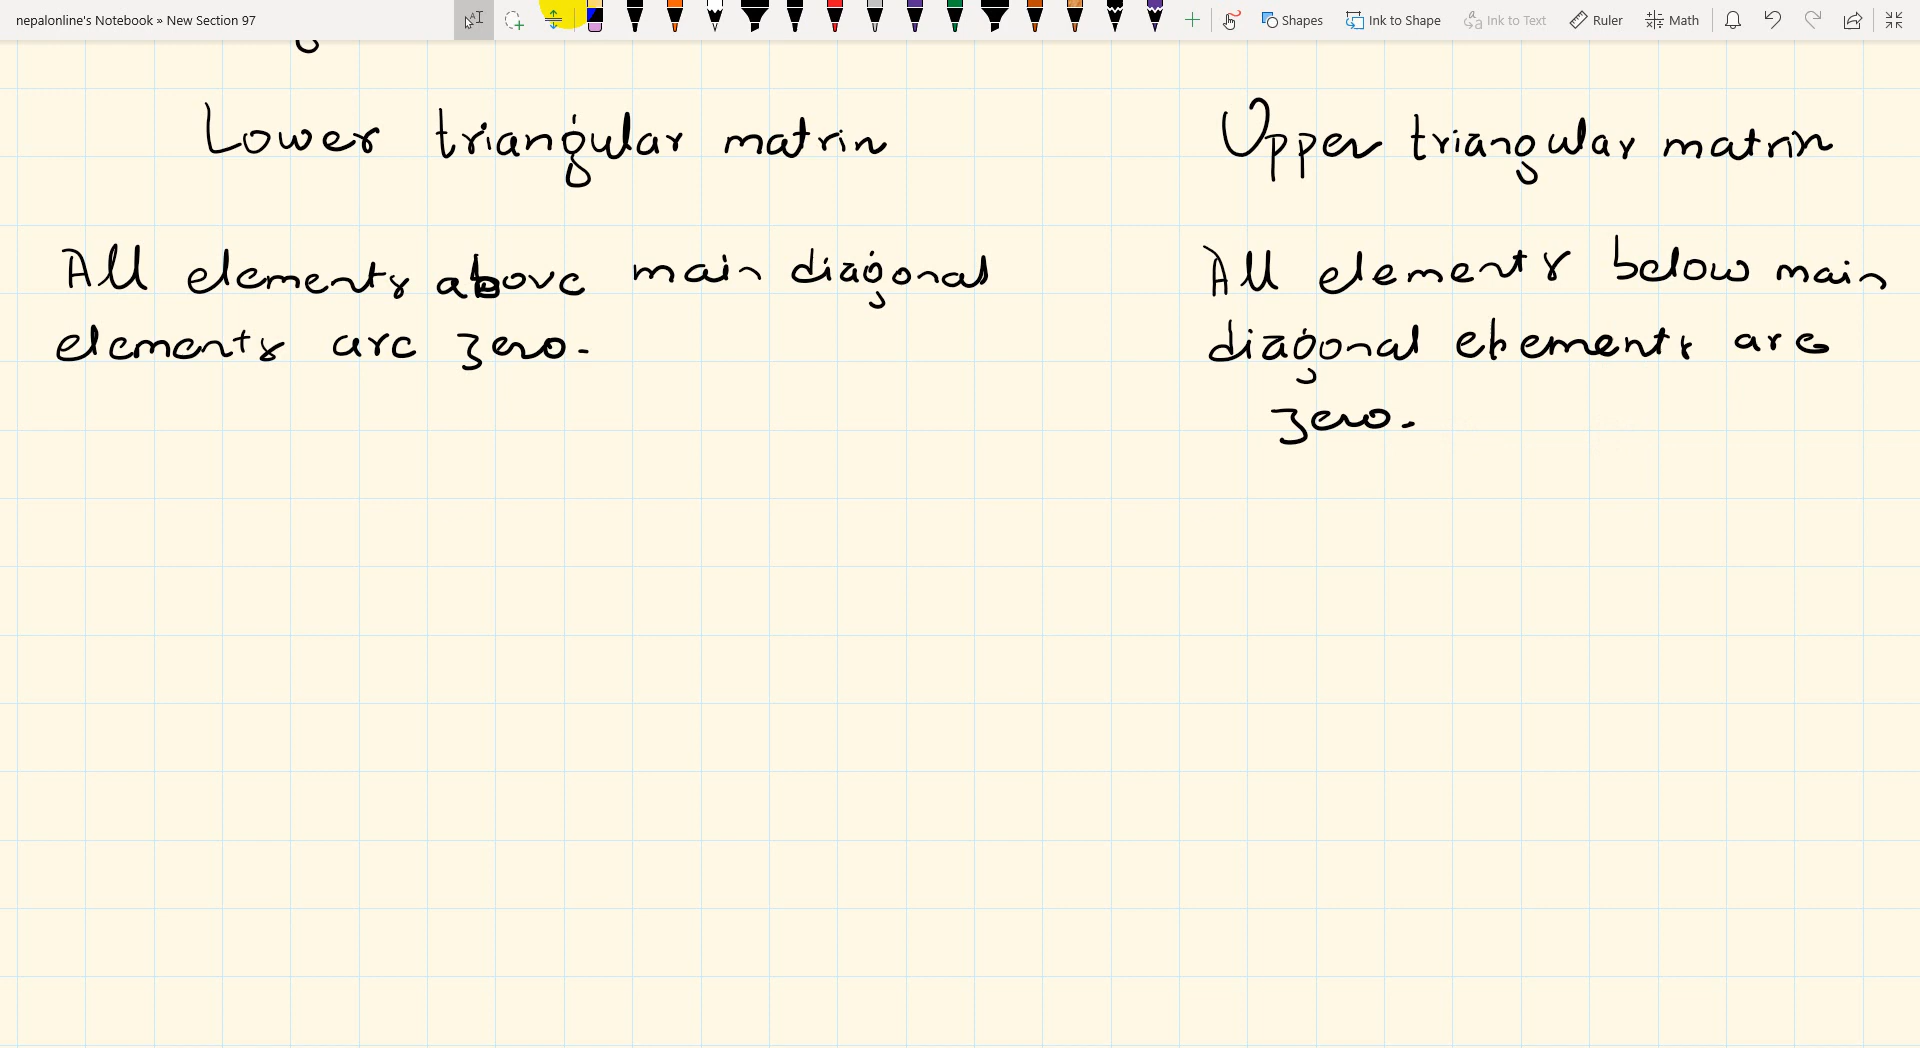 nepalonline's Notebook » New Section 97
Shapes Ink to Shape Ink to Text Ruler Math
Lower triangular matrix
Upper triangular matrix
All elements above main diagonal
elements are zero.
All elements below main
diagonal elements are
zero.